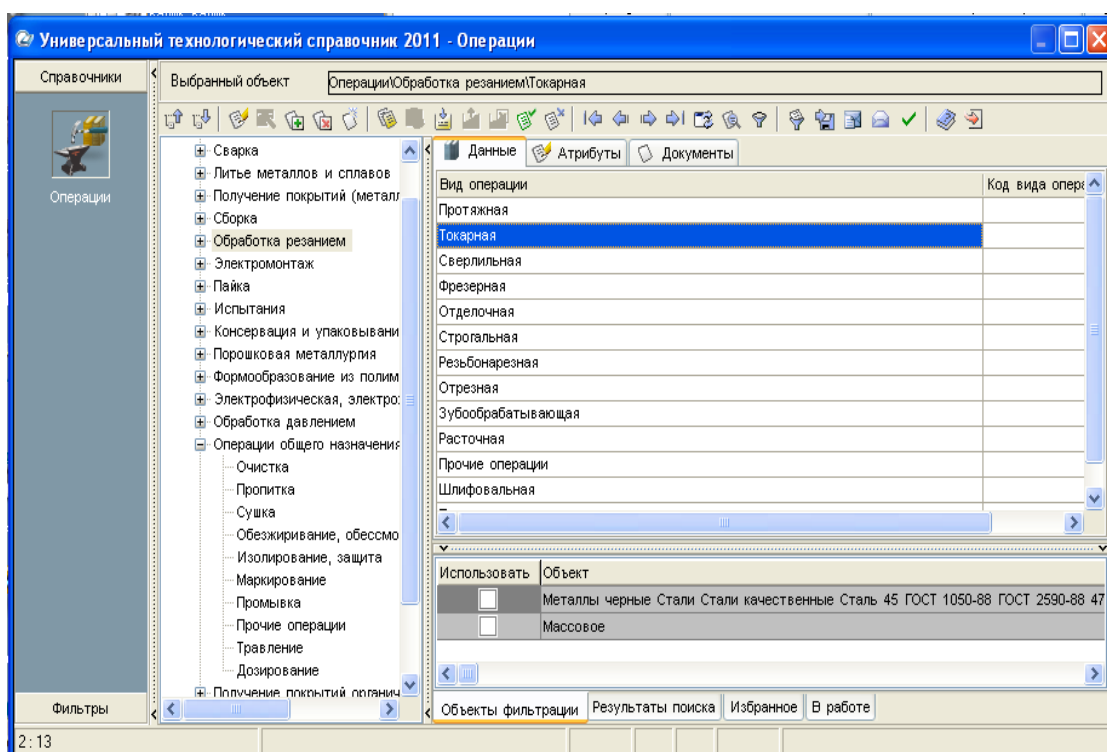 Универсальный технологический справочник 2011 - Операции
Справочники
Выбранный объект
Операции\Обработка резанием\Токарная
Операции
Сварка
Литье металлов и сплавов
Получение покрытий (металл
Сборка
Обработка резанием
Электромонтаж
Пайка
Испытания
Консервация и упаковывани
Порошковая металлургия
Формообразование из полим
Электрофизическая, электро
Обработка давлением
Операции общего назначения
Очистка
Пропитка
Сушка
Обезжиривание, обессмо
Изолирование, защита
Маркирование
Промывка
Прочие операции
Травление
Дозирование
Получение покрытий органич
Данные Атрибуты Документы
Вид операции Код вида опера
Протяжная
Токарная
Сверлильная
Фрезерная
Отделочная
Строгальная
Резьбонарезная
Отрезная
Зубообрабатывающая
Расточная
Прочие операции
Шлифовальная
Использовать Объект
Металлы черные Стали Стали качественные Сталь 45 ГОСТ 1050-88 ГОСТ 2590-88 47
Массовое
Объекты фильтрации Результаты поиска Избранное В работе
Фильтры
2:13